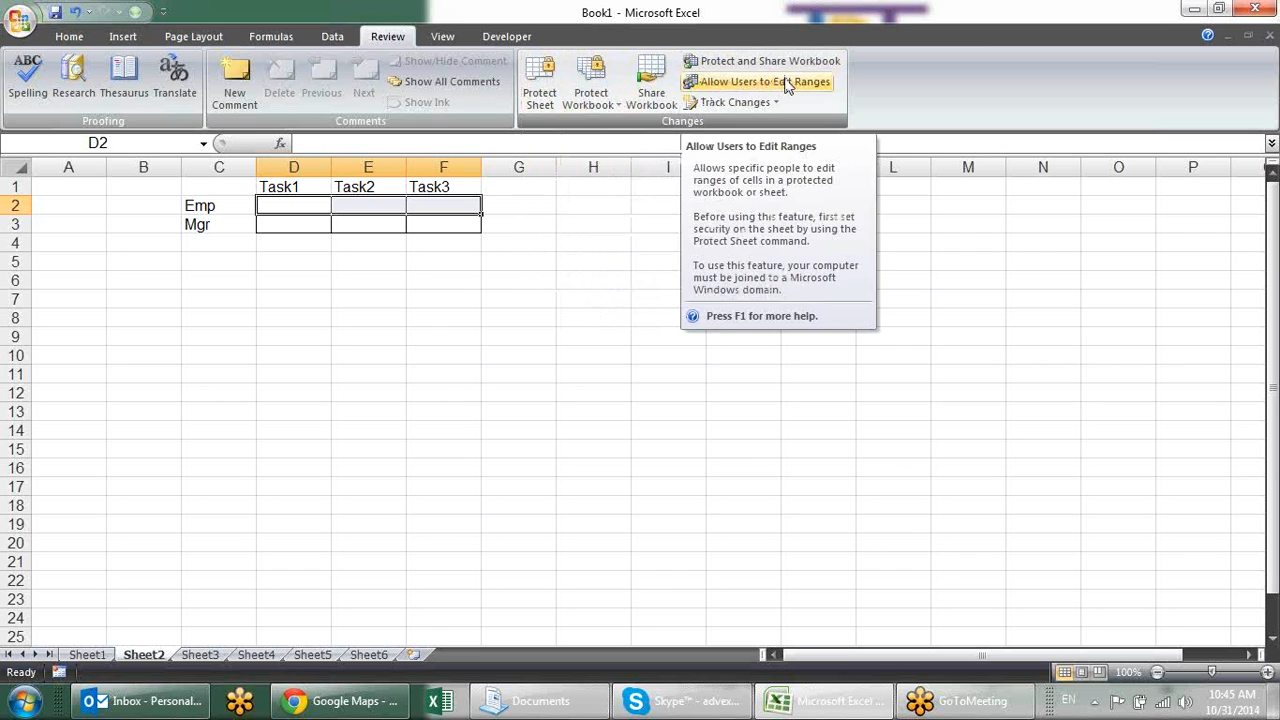 Book1 - Microsoft Excel
Home Insert Page Layout Formulas Data Review View Developer
ABC
Spelling Research Thesaurus Translate
Proofing
New Comment Delete Previous Next
Show/Hide Comment
Show All Comments
Show Ink
Comments
Protect Sheet Protect Workbook Share Workbook
Protect and Share Workbook
Allow Users to Edit Ranges
Track Changes
Changes
D2 fx
Allow Users to Edit Ranges
Allows specific people to edit
ranges of cells in a protected
workbook or sheet.
Before using this feature, first set
security on the sheet by using the
Protect Sheet command.
To use this feature, your computer
must be joined to a Microsoft
Windows domain.
Press F1 for more help.
A B C D E F G H I L M N O P
1 Task1 Task2 Task3
2 Emp
3 Mgr
4
5
6
7
8
9
10
11
12
13
14
15
16
17
18
19
20
21
22
23
24
25
Sheet1 Sheet2 Sheet3 Sheet4 Sheet5 Sheet6
Ready 100%
Inbox - Personal... Google Maps - ... Documents Skype™ - advex... Microsoft Excel ... GoToMeeting EN 10:45 AM
10/31/2014